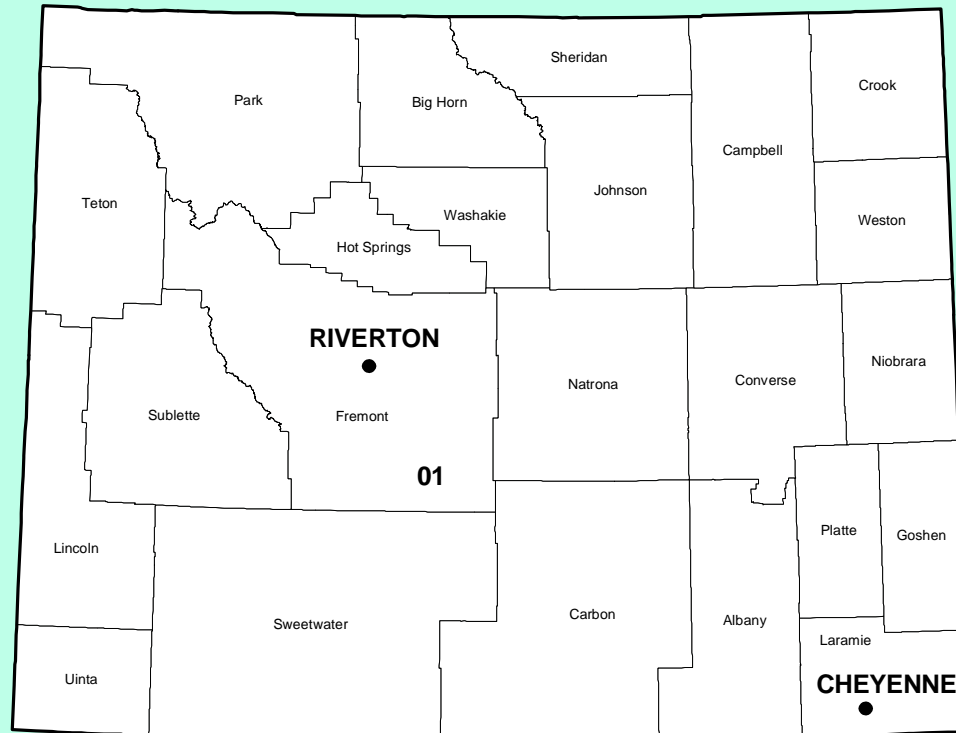 Sheridan
Crook
Park
Big Horn
Campbell
Johnson
Teton
Washakie
Weston
Hot Springs
RIVERTON
Niobrara
Natrona
Converse
Sublette
Fremont
01
Platte
Goshen
Lincoln
Carbon
Albany
Sweetwater
Laramie
Uinta
CHEYENNE